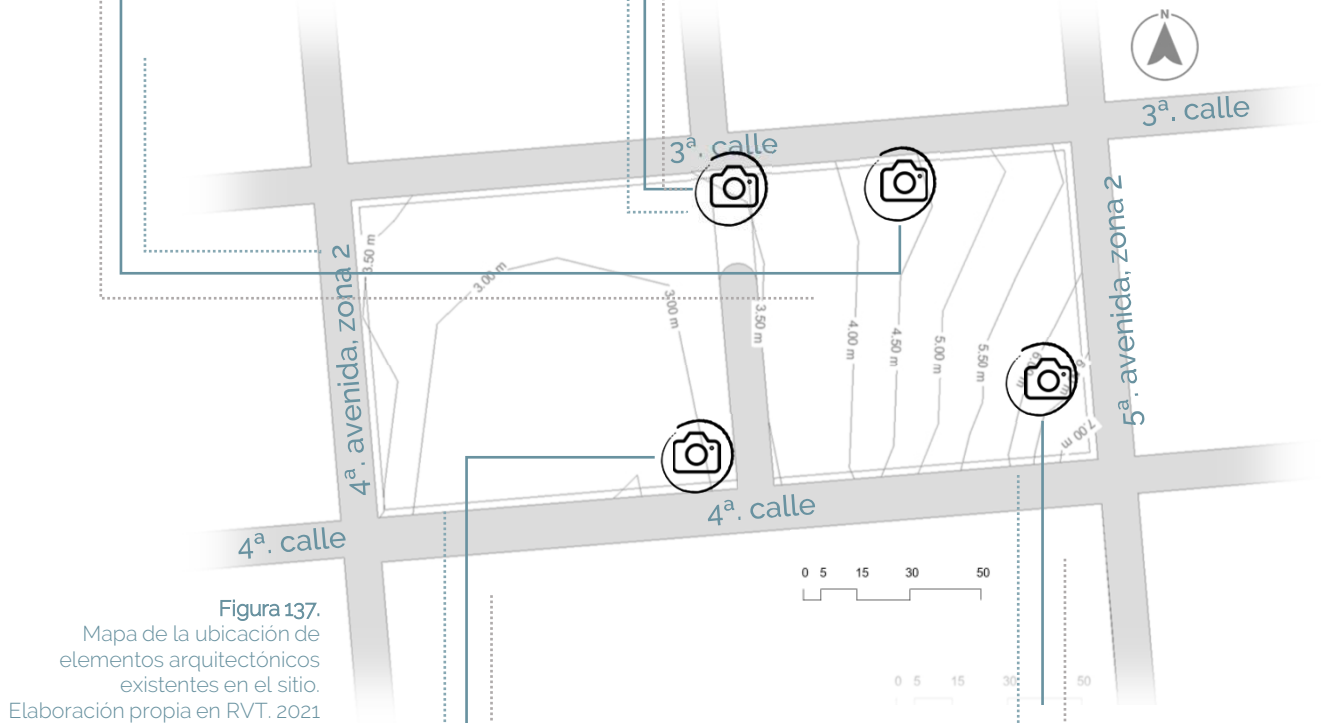 N
3ª. calle
3ª. calle
4ª. avenida, zona 2
5ª. avenida, zona 2
3.50 m
3.00 m
3.00 m
3.50 m
4.00 m
4.50 m
5.00 m
5.50 m
7.00 m
4ª. calle
4ª. calle
0 5 15 30 50
Figura 137.
Mapa de la ubicación de
elementos arquitectónicos
existentes en el sitio.
Elaboración propia en RVT. 2021
0 5 15 30 50